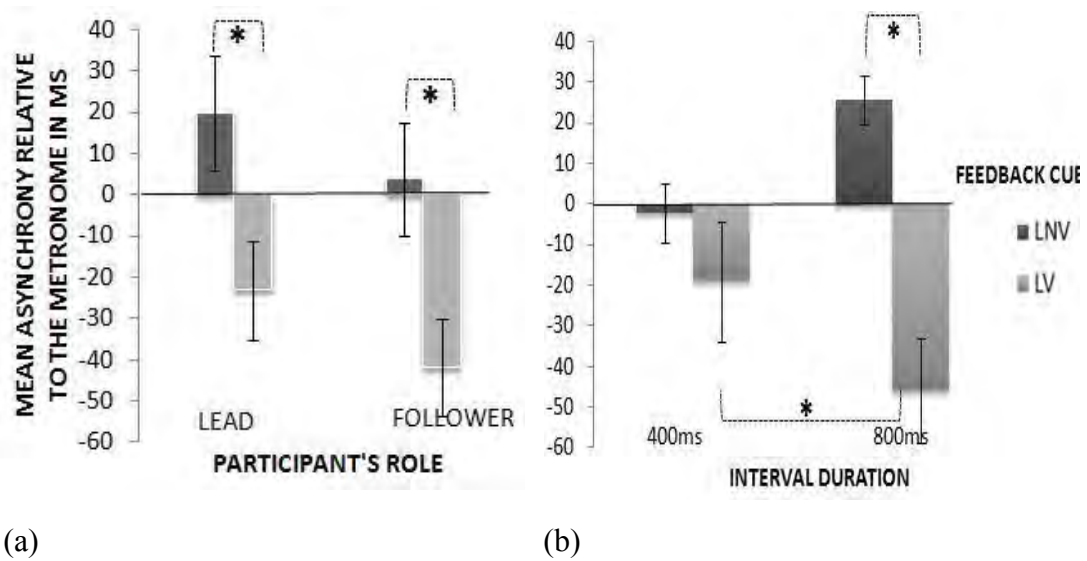 MEAN ASYNCHRONY RELATIVE
TO THE METRONOME IN MS
40
30
20
10
0
-10
-20
-30
-40
-50
-60
*
*
LEAD
FOLLOWER
PARTICIPANT'S ROLE
40
30
20
10
0
-10
-20
-30
-40
-50
-60
*
*
400ms
800ms
INTERVAL DURATION
FEEDBACK CUE
LNV
LV
(a)
(b)